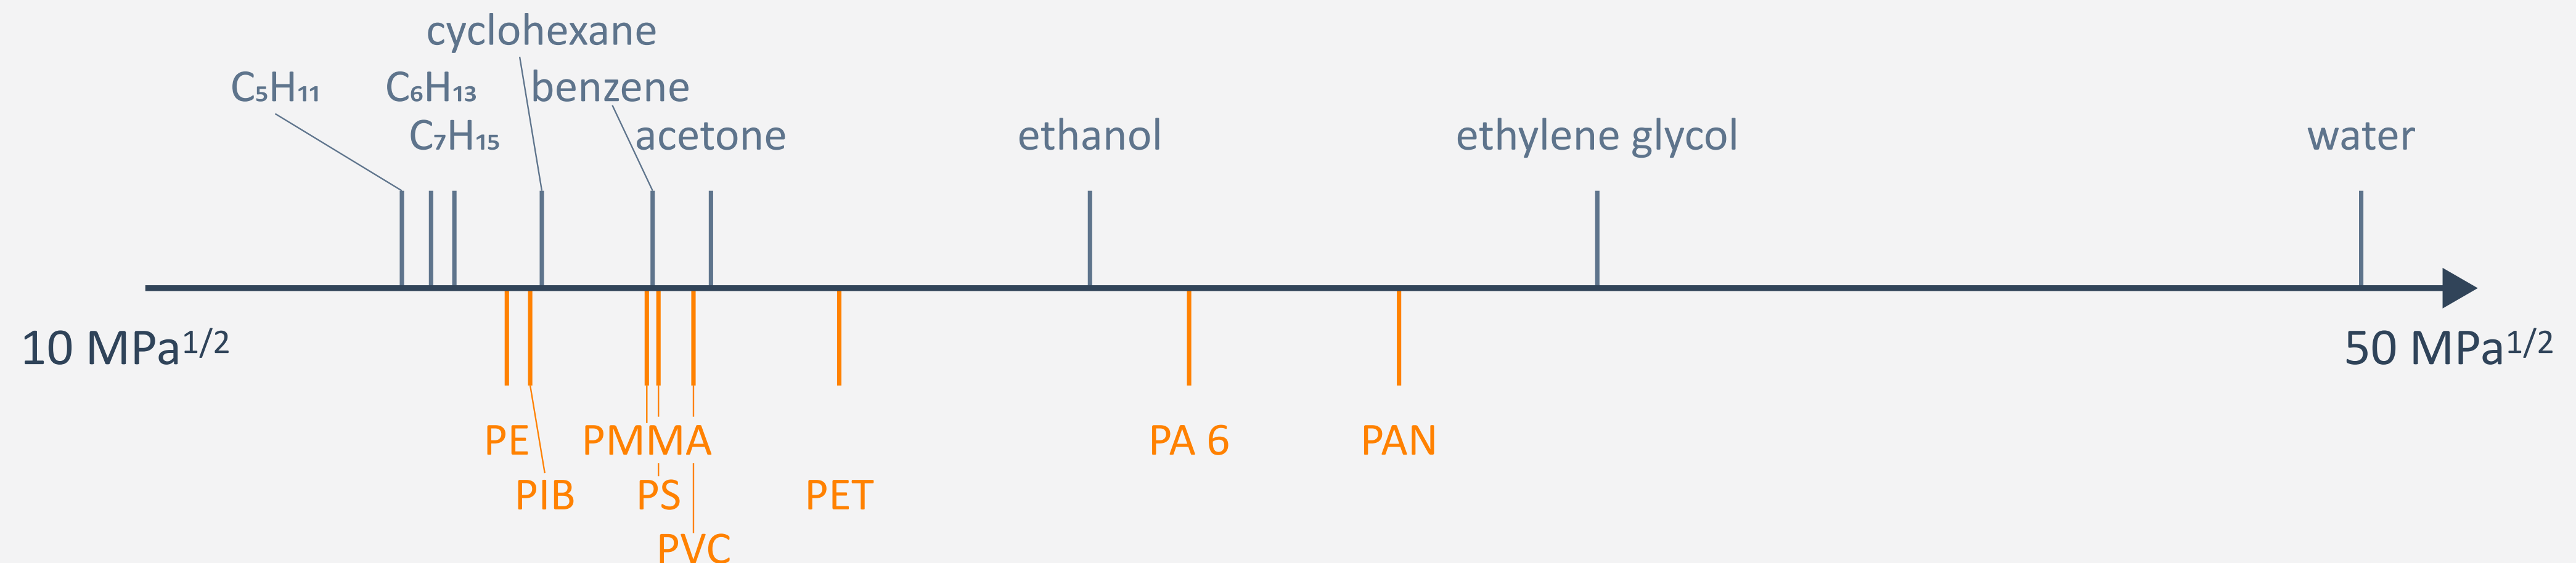 cyclohexane
C₅H₁₁ C₆H₁₃ benzene
C₇H₁₅ acetone ethanol ethylene glycol water
10 MPa¹/² 50 MPa¹/²
PE PMMA PA 6 PAN
PIB PS PET
PVC